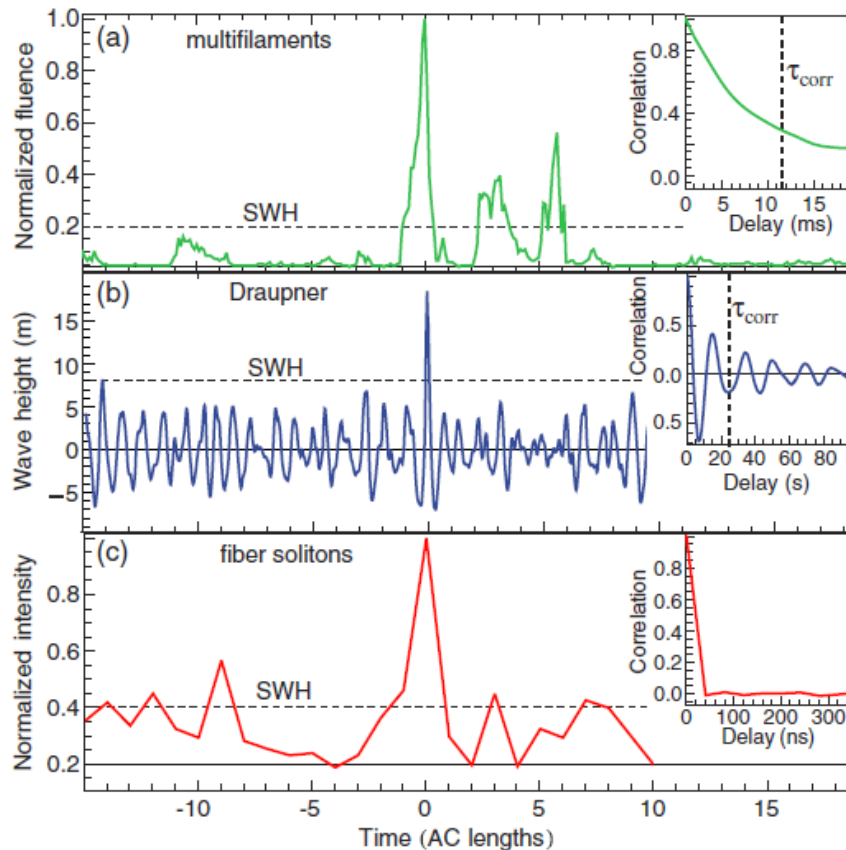 (a)
multifilaments
Normalized fluence
1.0
0.8
0.6
0.4
0.2
SWH
Correlation
0.8
0.4
0.0
τcorr
0 5 10 15
Delay (ms)
(b)
Draupner
Wave height (m)
15
10
5
0
−5
SWH
Correlation
0.5
0.0
0.5
τcorr
0 20 40 60 80
Delay (s)
(c)
fiber solitons
Normalized intensity
0.8
0.6
0.4
0.2
SWH
Correlation
0.8
0.6
0.4
0.2
0.0
0 100 200 300
Delay (ns)
-10 -5 0 5 10 15
Time (AC lengths)